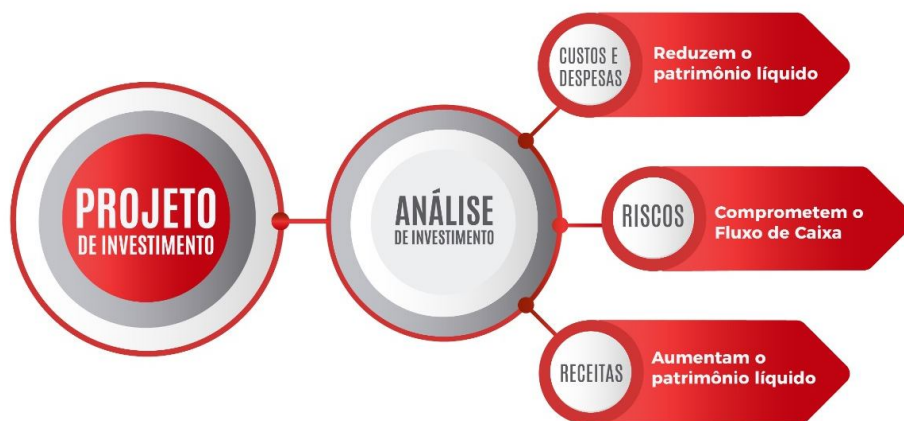 PROJETO
DE INVESTIMENTO
ANÁLISE
DE INVESTIMENTO
CUSTOS E
DESPESAS
Reduzem o
patrimônio líquido
RISCOS
Comprometem o
Fluxo de Caixa
RECEITAS
Aumentam o
patrimônio líquido